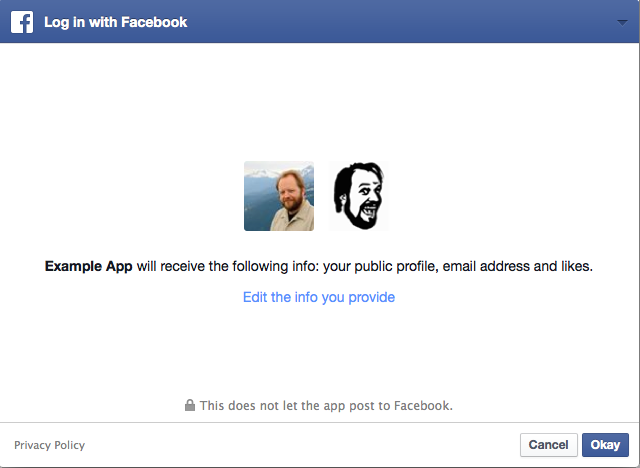 Log in with Facebook
Example App will receive the following info: your public profile, email address and likes.
Edit the info you provide
This does not let the app post to Facebook.
Privacy Policy
Cancel
Okay